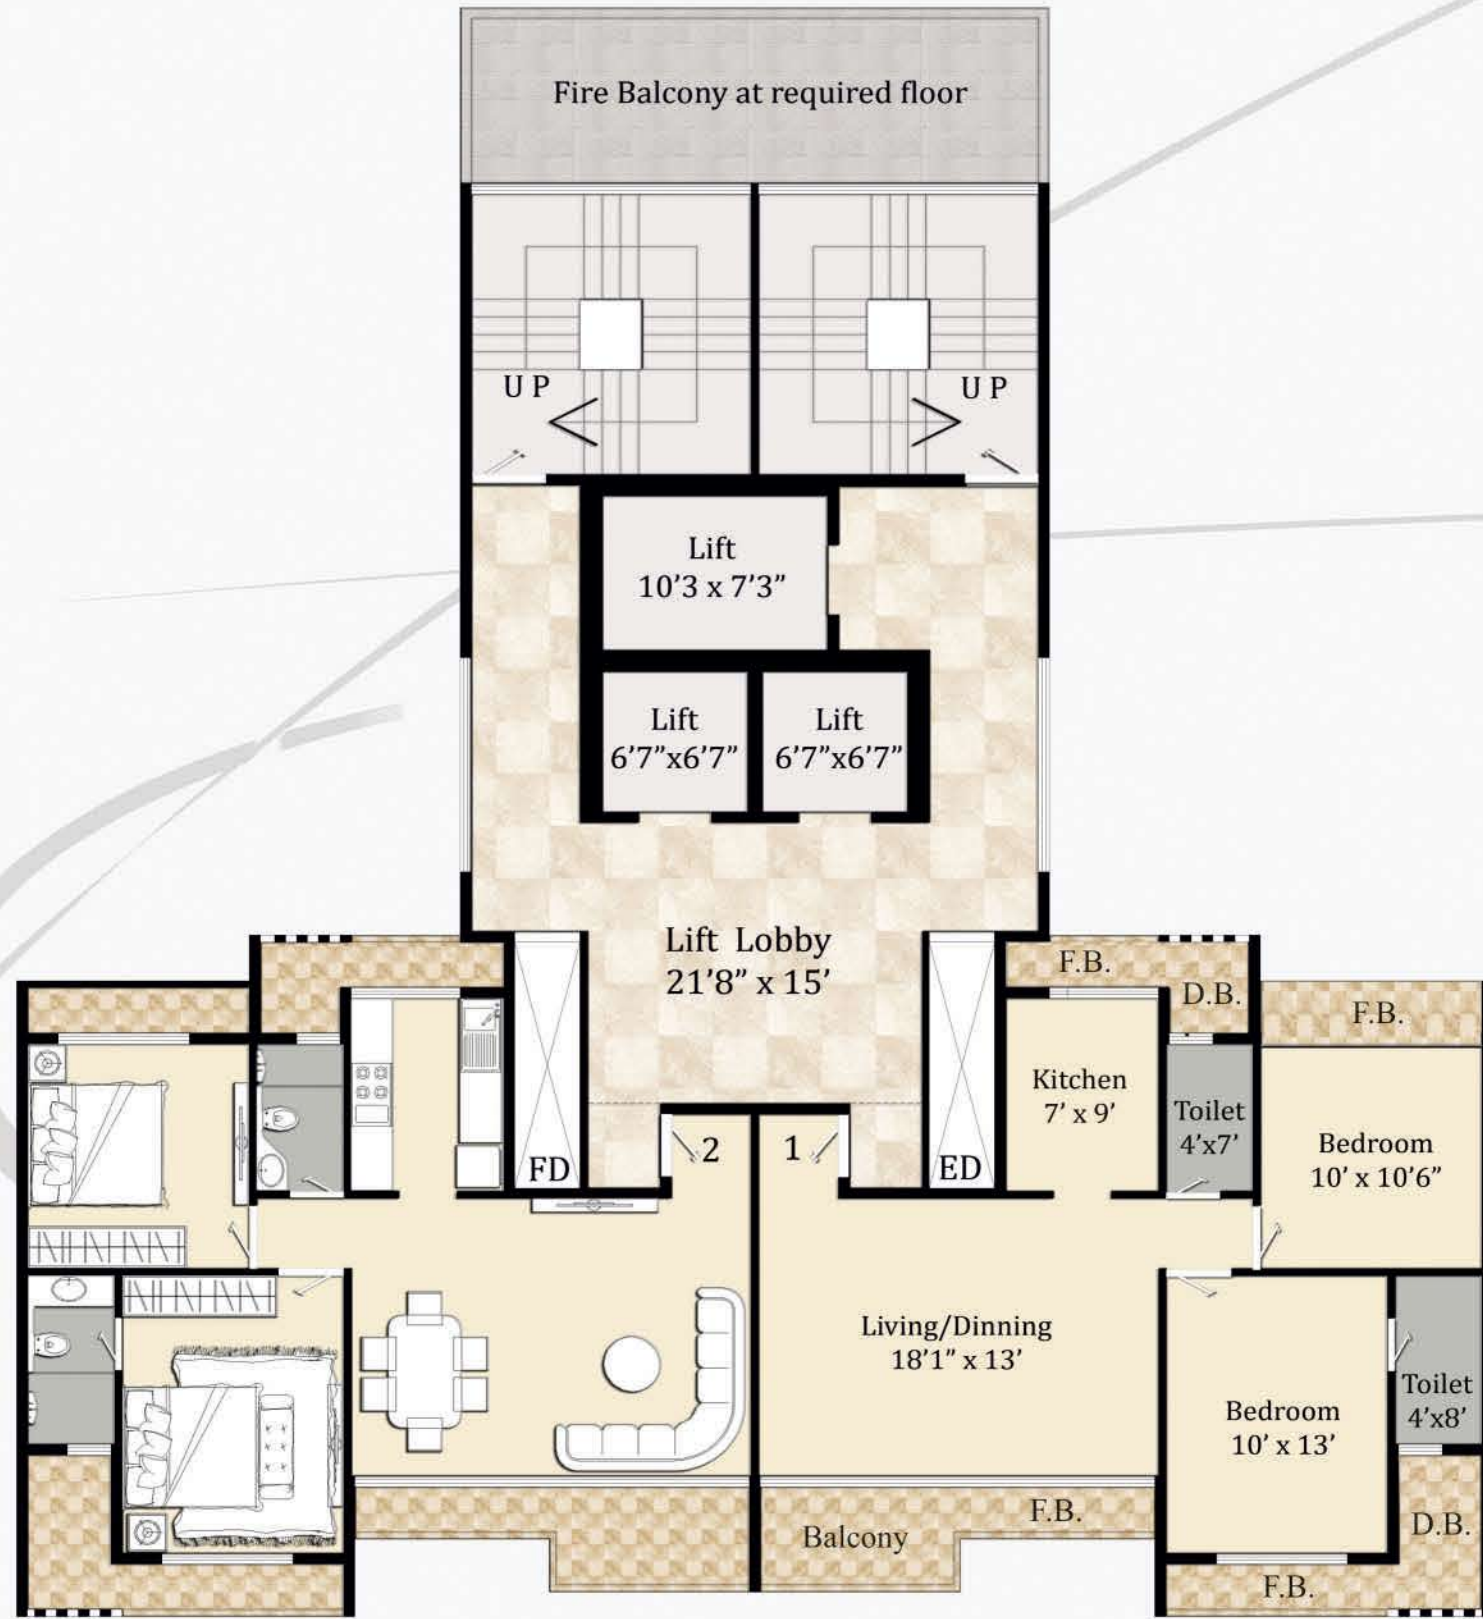 Fire Balcony at required floor
U P
U P
Lift
10'3 x 7'3”
Lift
6'7”x6'7”
Lift
6'7”x6'7”
Lift Lobby
21'8” x 15'
F.B.
D.B.
F.B.
Kitchen
7' x 9'
Toilet
4'x7'
Bedroom
10' x 10'6”
FD
2
1
ED
Living/Dinning
18'1” x 13'
Bedroom
10' x 13'
Toilet
4'x8'
Balcony
F.B.
D.B.
F.B.